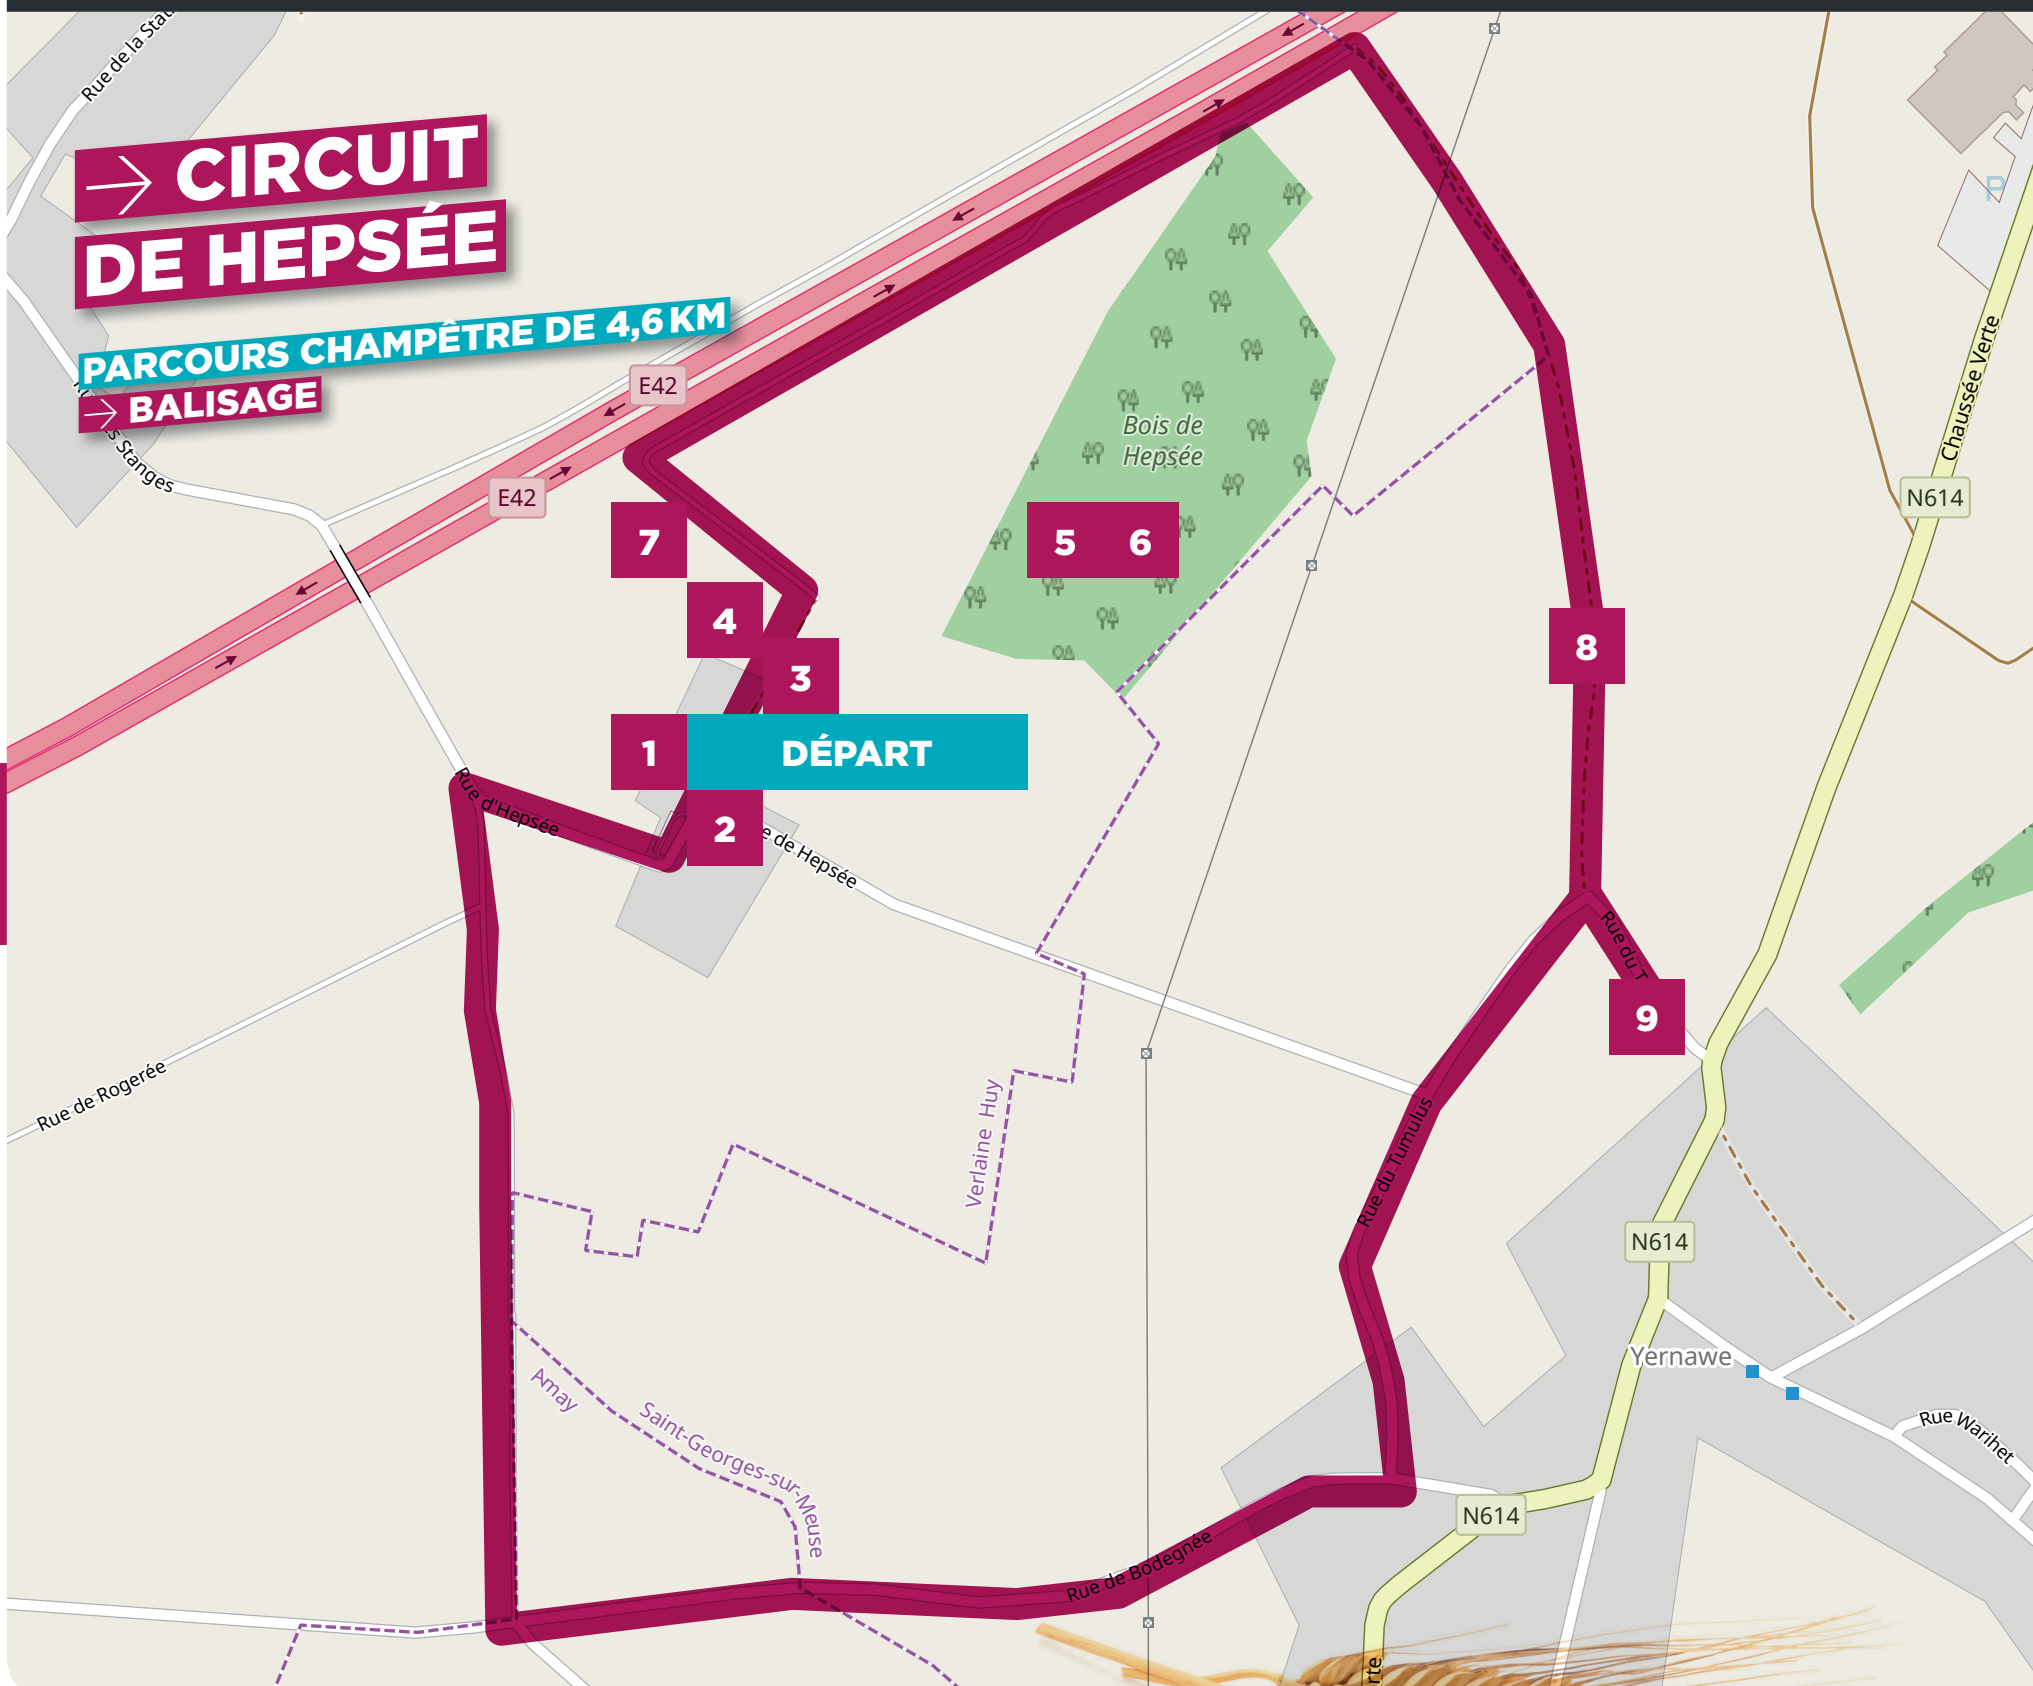 Rue de la Stad
→ CIRCUIT
DE HEPSÉE
PARCOURS CHAMPÊTRE DE 4,6 KM
→ BALISAGE
Stanges
E42
E42
Bois de
Hepsée
Chaussée Verte
N614
P
7
5 6
4
8
3
1 DÉPART
2
Rue d'Hepsée
de Hepsée
Rue du T
9
Rue de Rogerée
Verlaine Huy
Rue du Tumulus
N614
Yernawe
Amay
Saint-Georges-sur-Meuse
Rue Warihet
N614
Rue de Bodegnée
rte